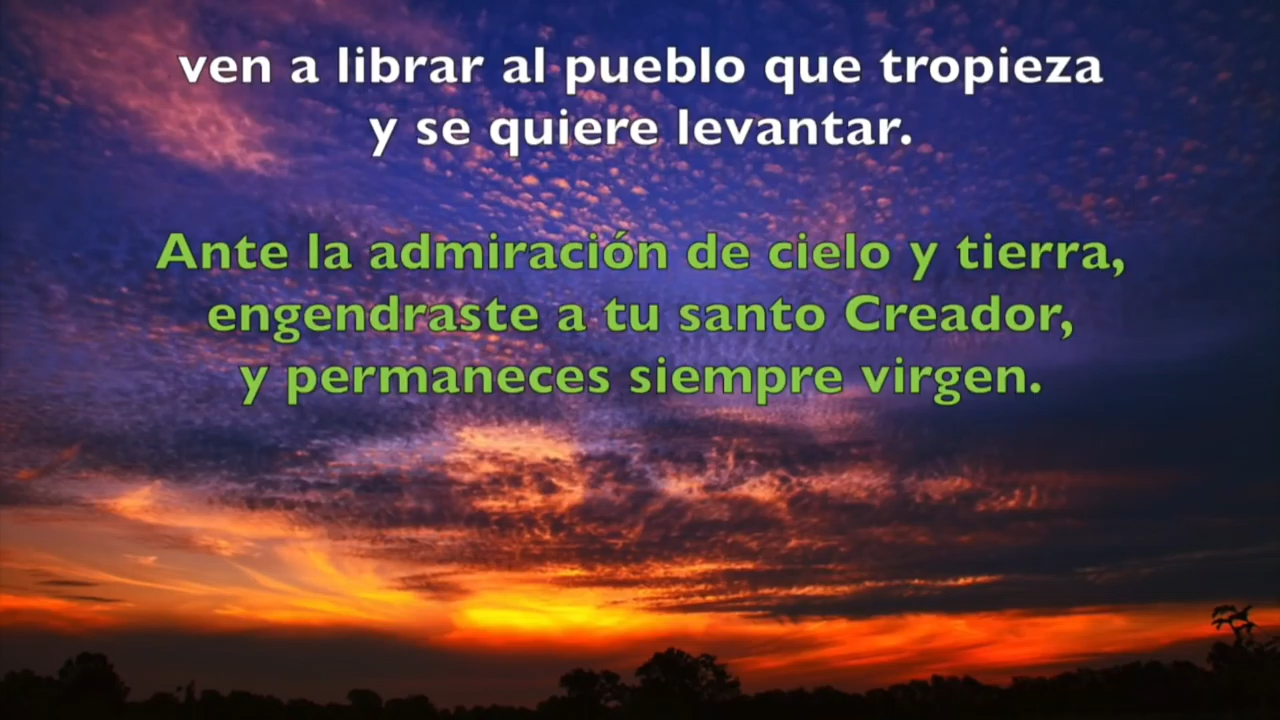 ven a librar al pueblo que tropieza
y se quiere levantar.
Ante la admiración de cielo y tierra,
engendraste a tu santo Creador,
y permaneces siempre virgen.